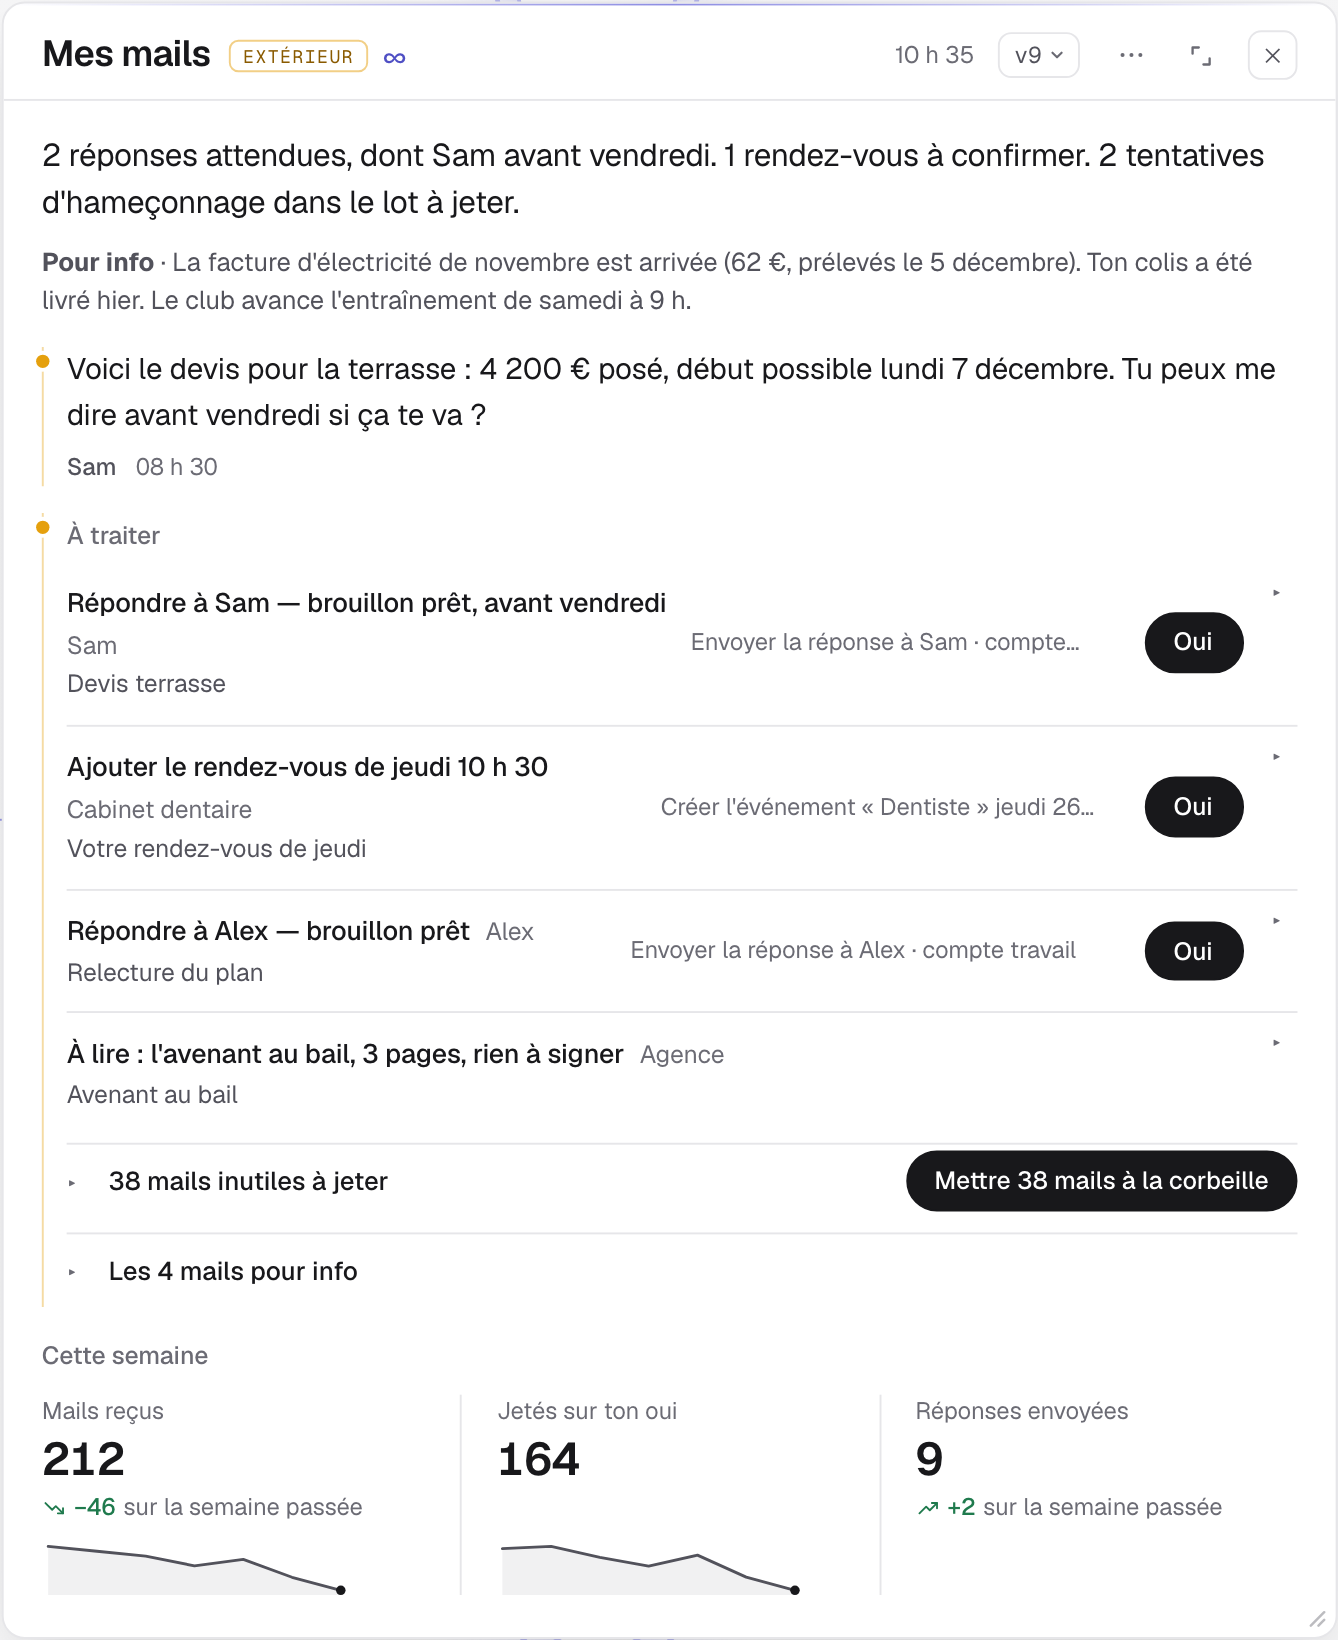 Mes mails EXTÉRIEUR ∞ 10 h 35 v9
2 réponses attendues, dont Sam avant vendredi. 1 rendez-vous à confirmer. 2 tentatives
d'hameçonnage dans le lot à jeter.
Pour info · La facture d'électricité de novembre est arrivée (62 €, prélevés le 5 décembre). Ton colis a été
livré hier. Le club avance l'entraînement de samedi à 9 h.
Voici le devis pour la terrasse : 4 200 € posé, début possible lundi 7 décembre. Tu peux me
dire avant vendredi si ça te va ?
Sam 08 h 30
À traiter
Répondre à Sam — brouillon prêt, avant vendredi
Sam
Devis terrasse
Envoyer la réponse à Sam · compte…
Oui
Ajouter le rendez-vous de jeudi 10 h 30
Cabinet dentaire
Votre rendez-vous de jeudi
Créer l'événement « Dentiste » jeudi 26…
Oui
Répondre à Alex — brouillon prêt Alex
Relecture du plan
Envoyer la réponse à Alex · compte travail
Oui
À lire : l'avenant au bail, 3 pages, rien à signer Agence
Avenant au bail
38 mails inutiles à jeter
Mettre 38 mails à la corbeille
Les 4 mails pour info
Cette semaine
Mails reçus
212
−46 sur la semaine passée
Jetés sur ton oui
164
Réponses envoyées
9
+2 sur la semaine passée